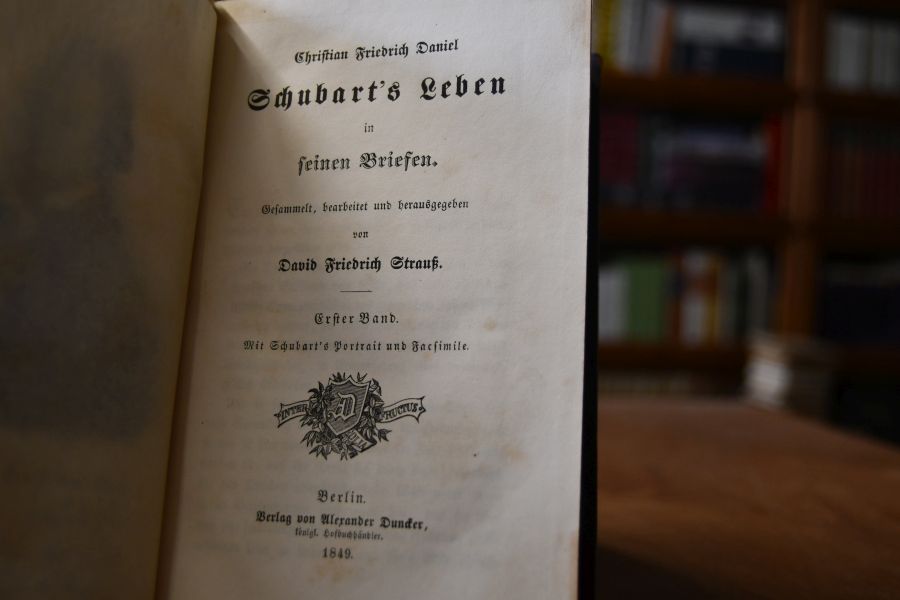 Christian Friedrich Daniel
Schubart's Leben
in
seinen Briefen.
Gesammelt, bearbeitet und herausgegeben
von
David Friedrich Strauß.
Erster Band.
Mit Schubart's Portrait und Facsimile.
INTER D FRUCTUS
Berlin.
Verlag von Alexander Duncker,
königl. Hofbuchhändler.
1849.